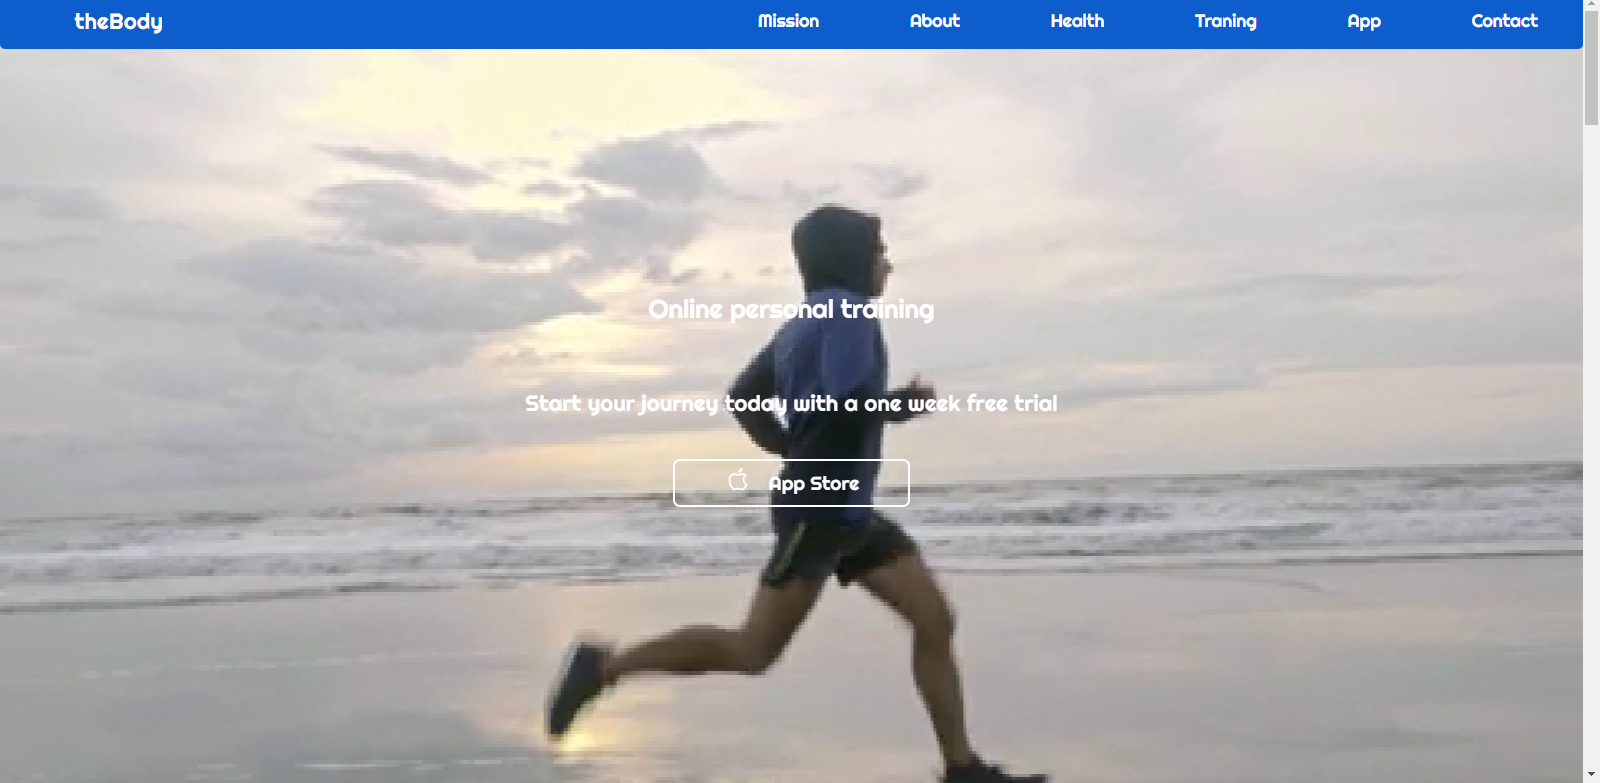 theBody
Mission About Health Traning App Contact
Online personal training
Start your journey today with a one week free trial
App Store